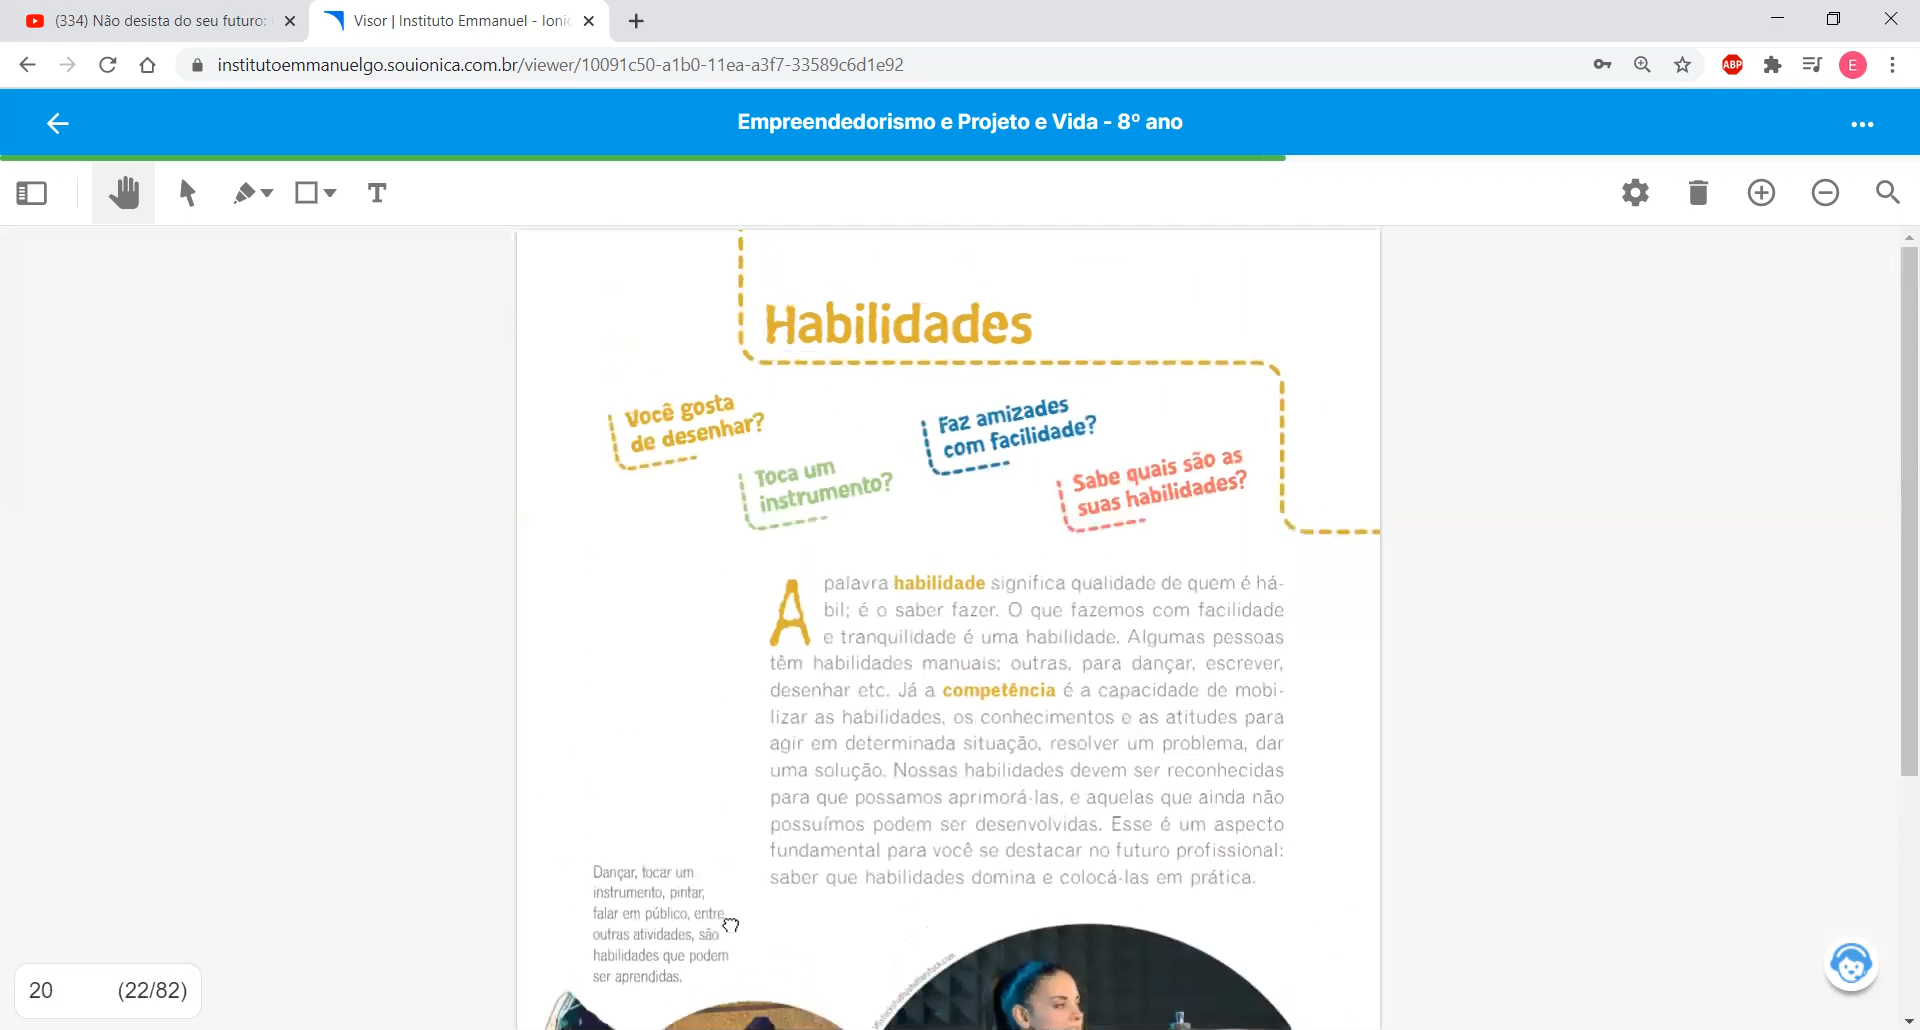 (334) Não desista do seu futuro:
Visor | Instituto Emmanuel - Ionic
institutoemmanuelgo.souionica.com.br/viewer/10091c50-a1b0-11ea-a3f7-33589c6d1e92
ABP
E
Empreendedorismo e Projeto e Vida - 8º ano
T
Habilidades
Você gosta
de desenhar?
Faz amizades
com facilidade?
Toca um
instrumento?
Sabe quais são as
suas habilidades?
A palavra habilidade significa qualidade de quem é há-
bil; é o saber fazer. O que fazemos com facilidade
e tranquilidade é uma habilidade. Algumas pessoas
têm habilidades manuais; outras, para dançar, escrever,
desenhar etc. Já a competência é a capacidade de mobi-
lizar as habilidades, os conhecimentos e as atitudes para
agir em determinada situação, resolver um problema, dar
uma solução. Nossas habilidades devem ser reconhecidas
para que possamos aprimorá-las, e aquelas que ainda não
possuímos podem ser desenvolvidas. Esse é um aspecto
fundamental para você se destacar no futuro profissional:
saber que habilidades domina e colocá-las em prática.
Dançar, tocar um
instrumento, pintar,
falar em público, entre
outras atividades, são
habilidades que podem
ser aprendidas.
20 (22/82)